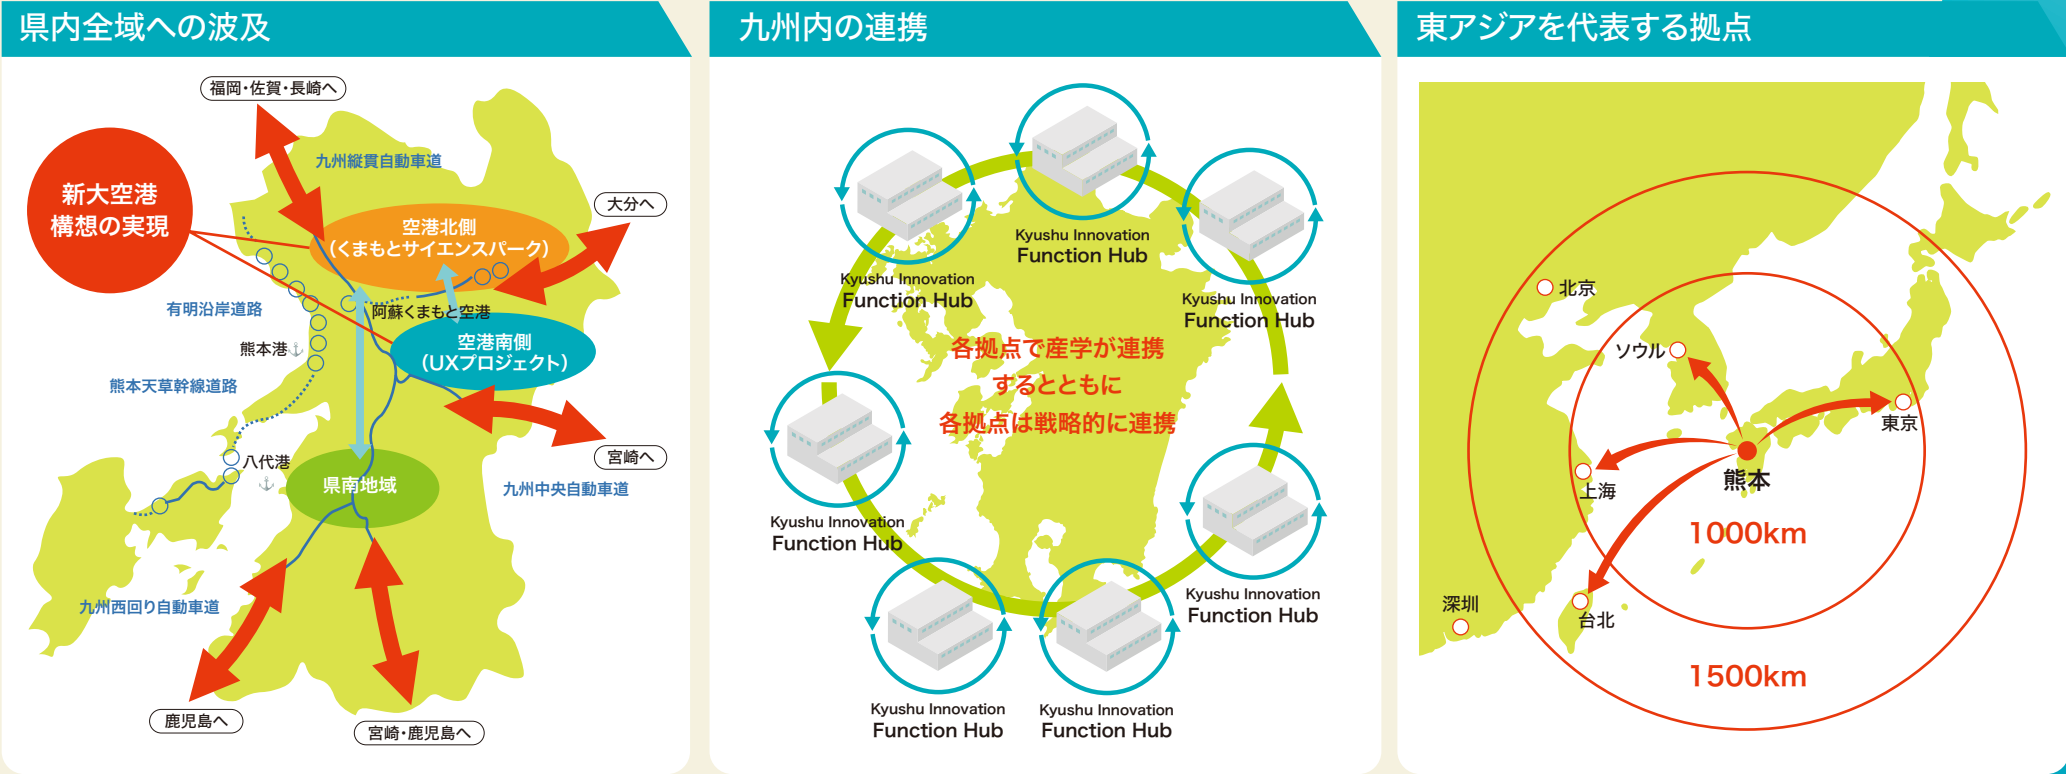 県内全域への波及
福岡・佐賀・長崎へ
九州縦貫自動車道
新大空港
構想の実現
大分へ
空港北側
(くまもとサイエンスパーク)
有明沿岸道路
阿蘇くまもと空港
熊本港
空港南側
(UXプロジェクト)
熊本天草幹線道路
宮崎へ
八代港
県南地域
九州中央自動車道
九州西回り自動車道
鹿児島へ
宮崎・鹿児島へ
九州内の連携
Kyushu Innovation
Function Hub
Kyushu Innovation
Function Hub
Kyushu Innovation
Function Hub
各拠点で産学が連携
するとともに
各拠点は戦略的に連携
Kyushu Innovation
Function Hub
Kyushu Innovation
Function Hub
Kyushu Innovation
Function Hub
Kyushu Innovation
Function Hub
東アジアを代表する拠点
北京
ソウル
東京
熊本
上海
1000km
深圳
台北
1500km